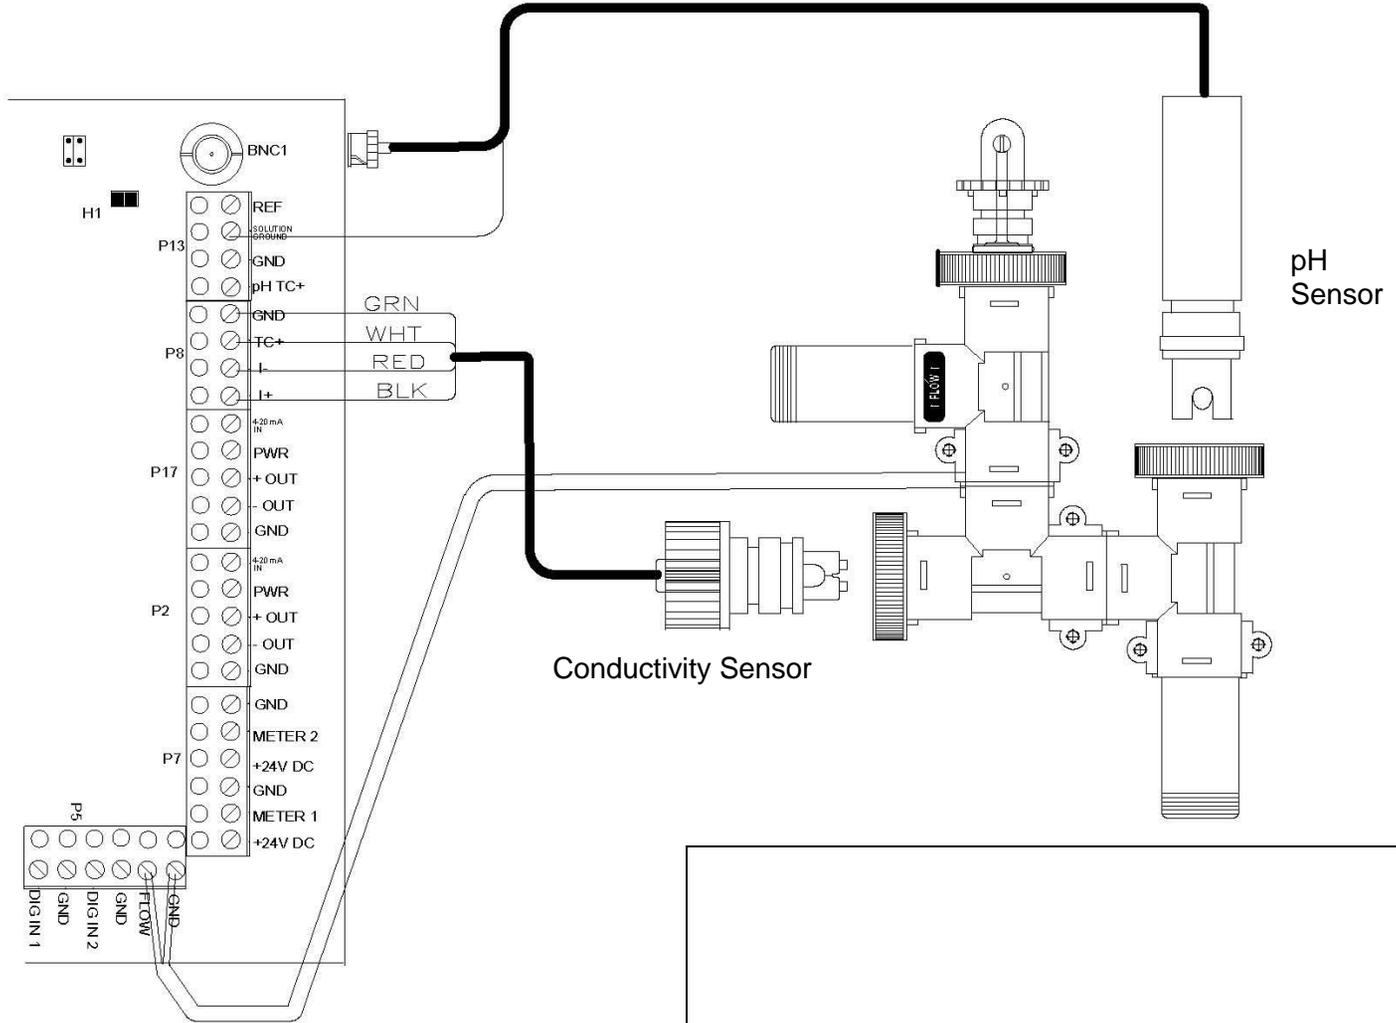 BNC1
H1
P13
REF
SOLUTION
GROUND
GND
pH TC+
P8
GND
TC+
I-
I+
GRN
WHT
RED
BLK
P17
4-20 mA
IN
PWR
+ OUT
- OUT
GND
P2
4-20 mA
IN
PWR
+ OUT
- OUT
GND
P7
GND
METER 2
+24V DC
GND
METER 1
+24V DC
P5
DIG IN 1
GND
DIG IN 2
GND
FLOW
GND
FLOW
pH
Sensor
Conductivity Sensor